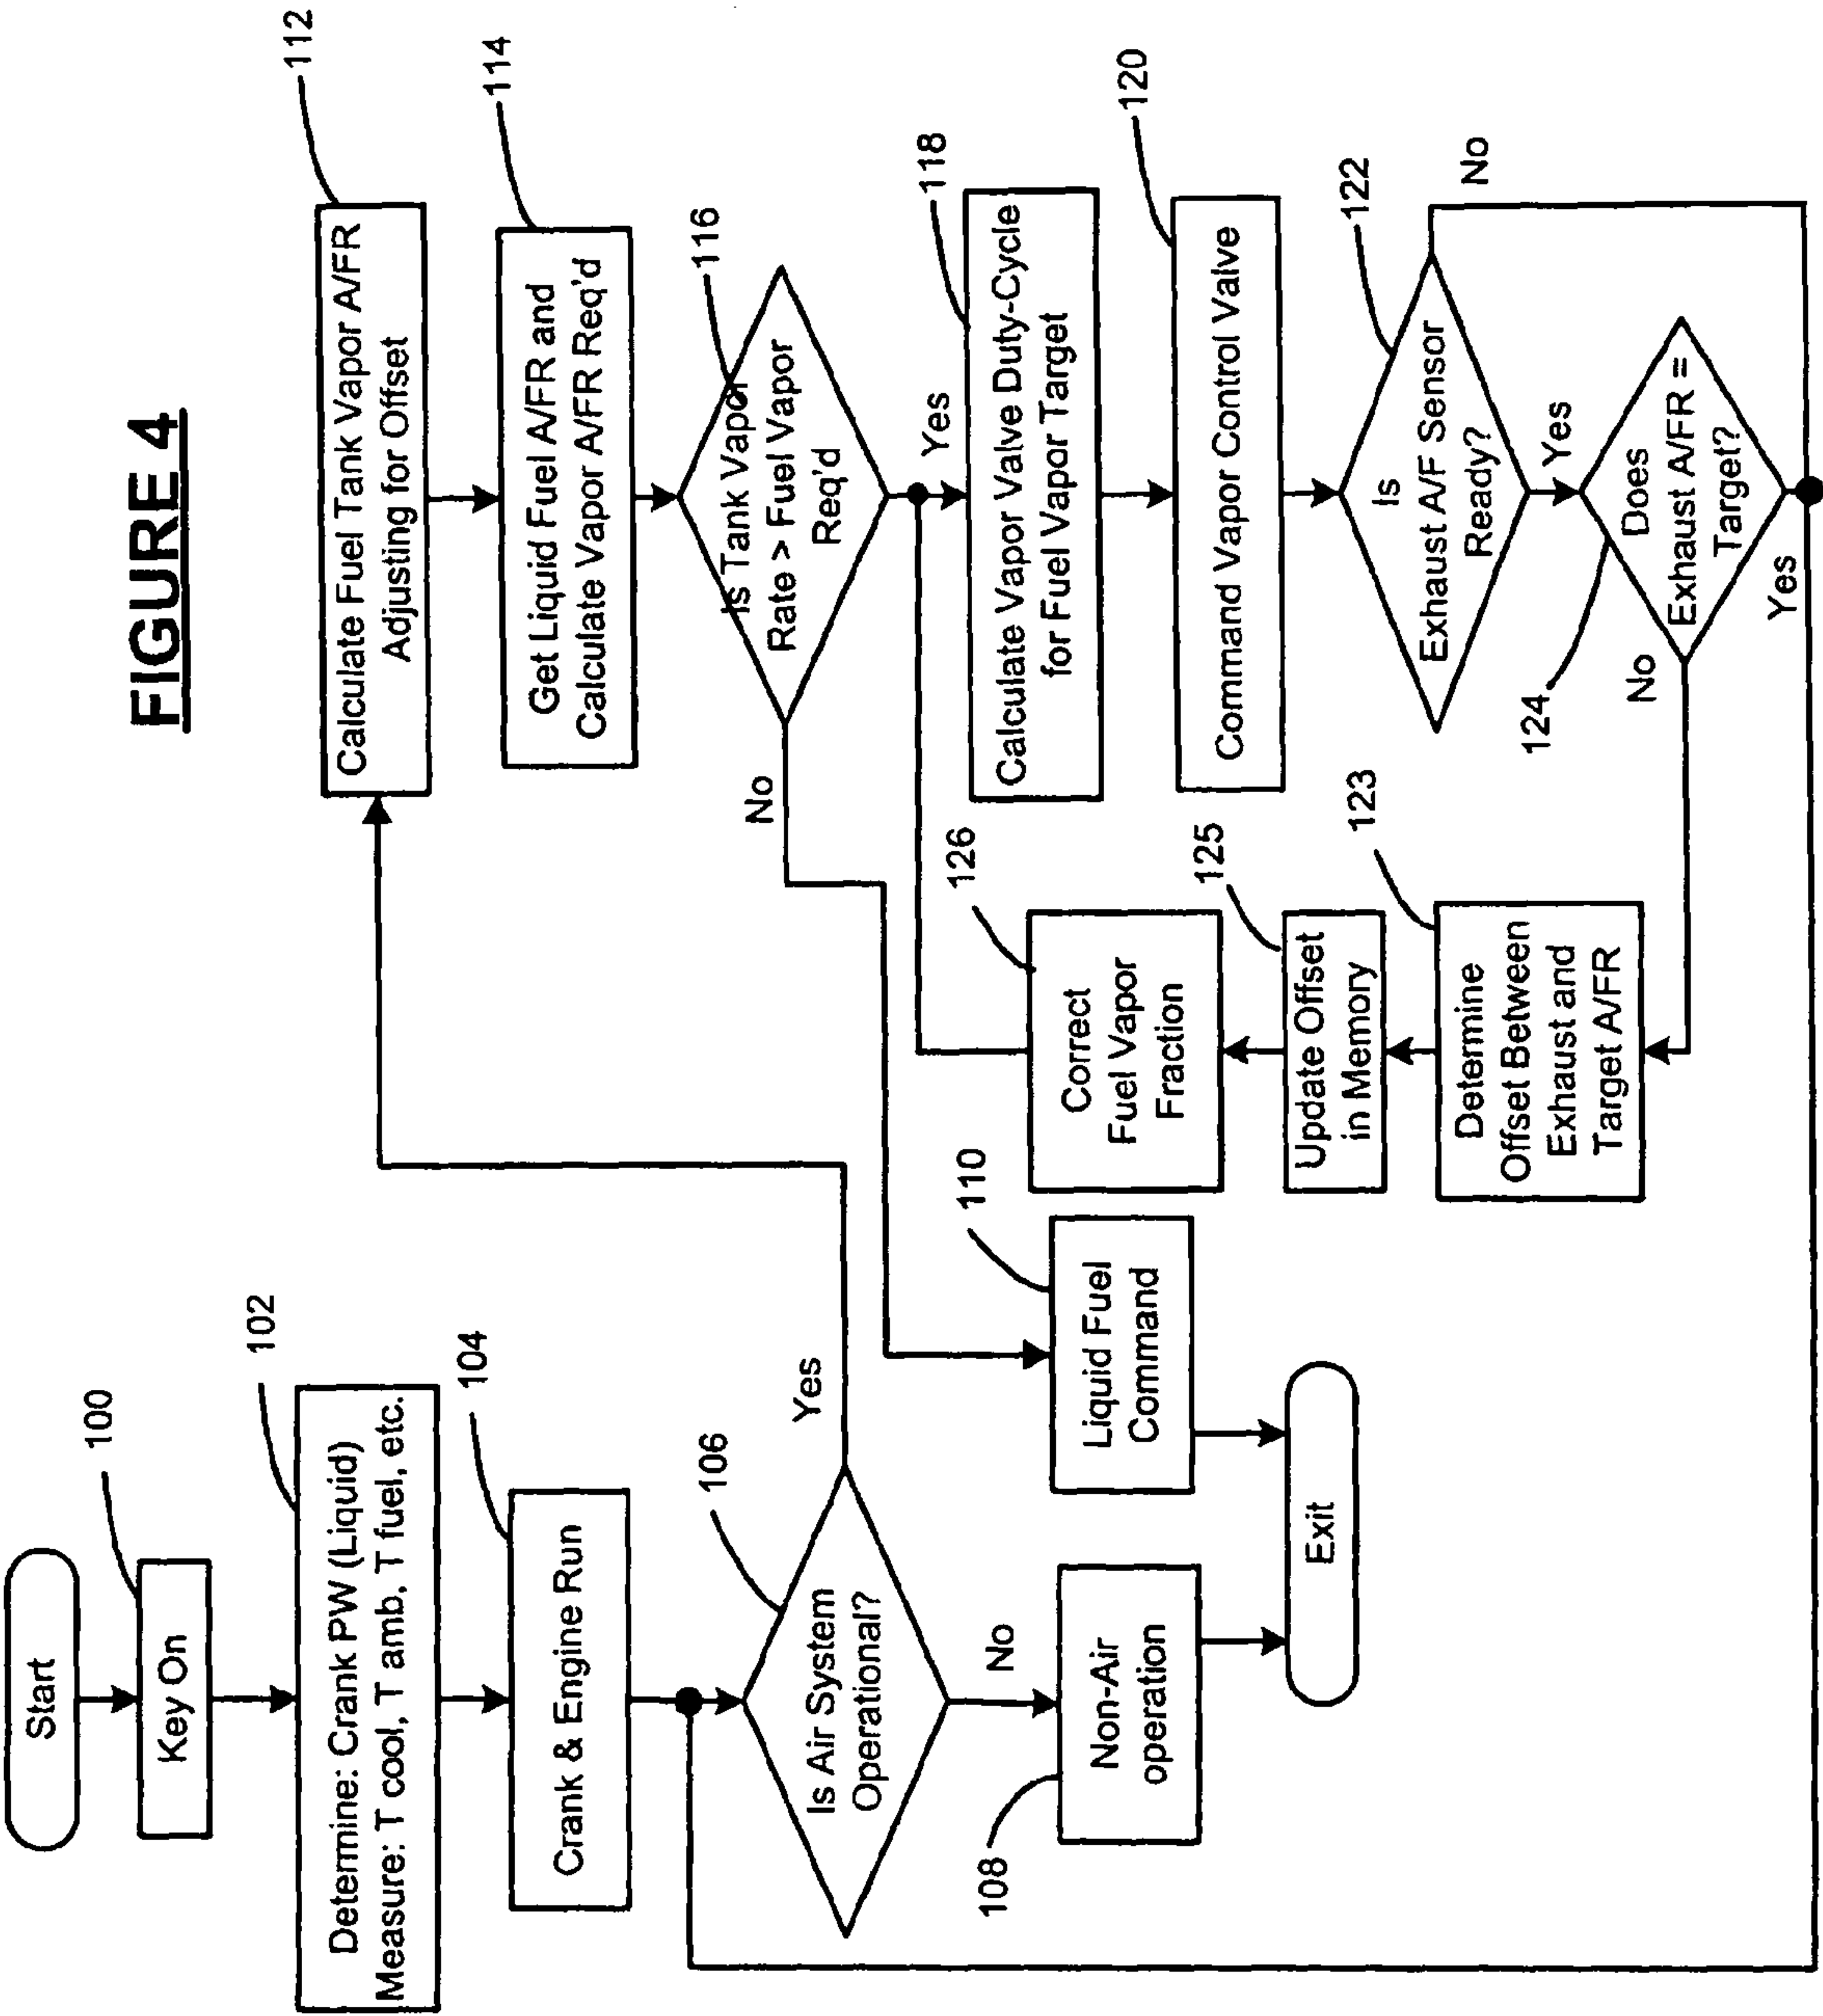 FIGURE 4
Start
Key On
100
Determine: Crank PW (Liquid)
Measure: T cool, T amb, T fuel, etc.
102
Crank & Engine Run
104
Is Air System
Operational?
106
Yes
No
Non-Air
operation
108
Liquid Fuel
Command
110
Exit
Calculate Fuel Tank Vapor A/FR
Adjusting for Offset
112
Get Liquid Fuel A/FR and
Calculate Vapor A/FR Req'd
114
Is Tank Vapor
Rate > Fuel Vapor
Req'd
116
No
Yes
Calculate Vapor Valve Duty-Cycle
for Fuel Vapor Target
118
Command Vapor Control Valve
120
Is
Exhaust A/F Sensor
Ready?
122
No
Yes
Does
Exhaust A/FR =
Target?
124
No
Yes
Determine
Offset Between
Exhaust and
Target A/FR
123
Update Offset
in Memory
125
Correct
Fuel Vapor
Fraction
126